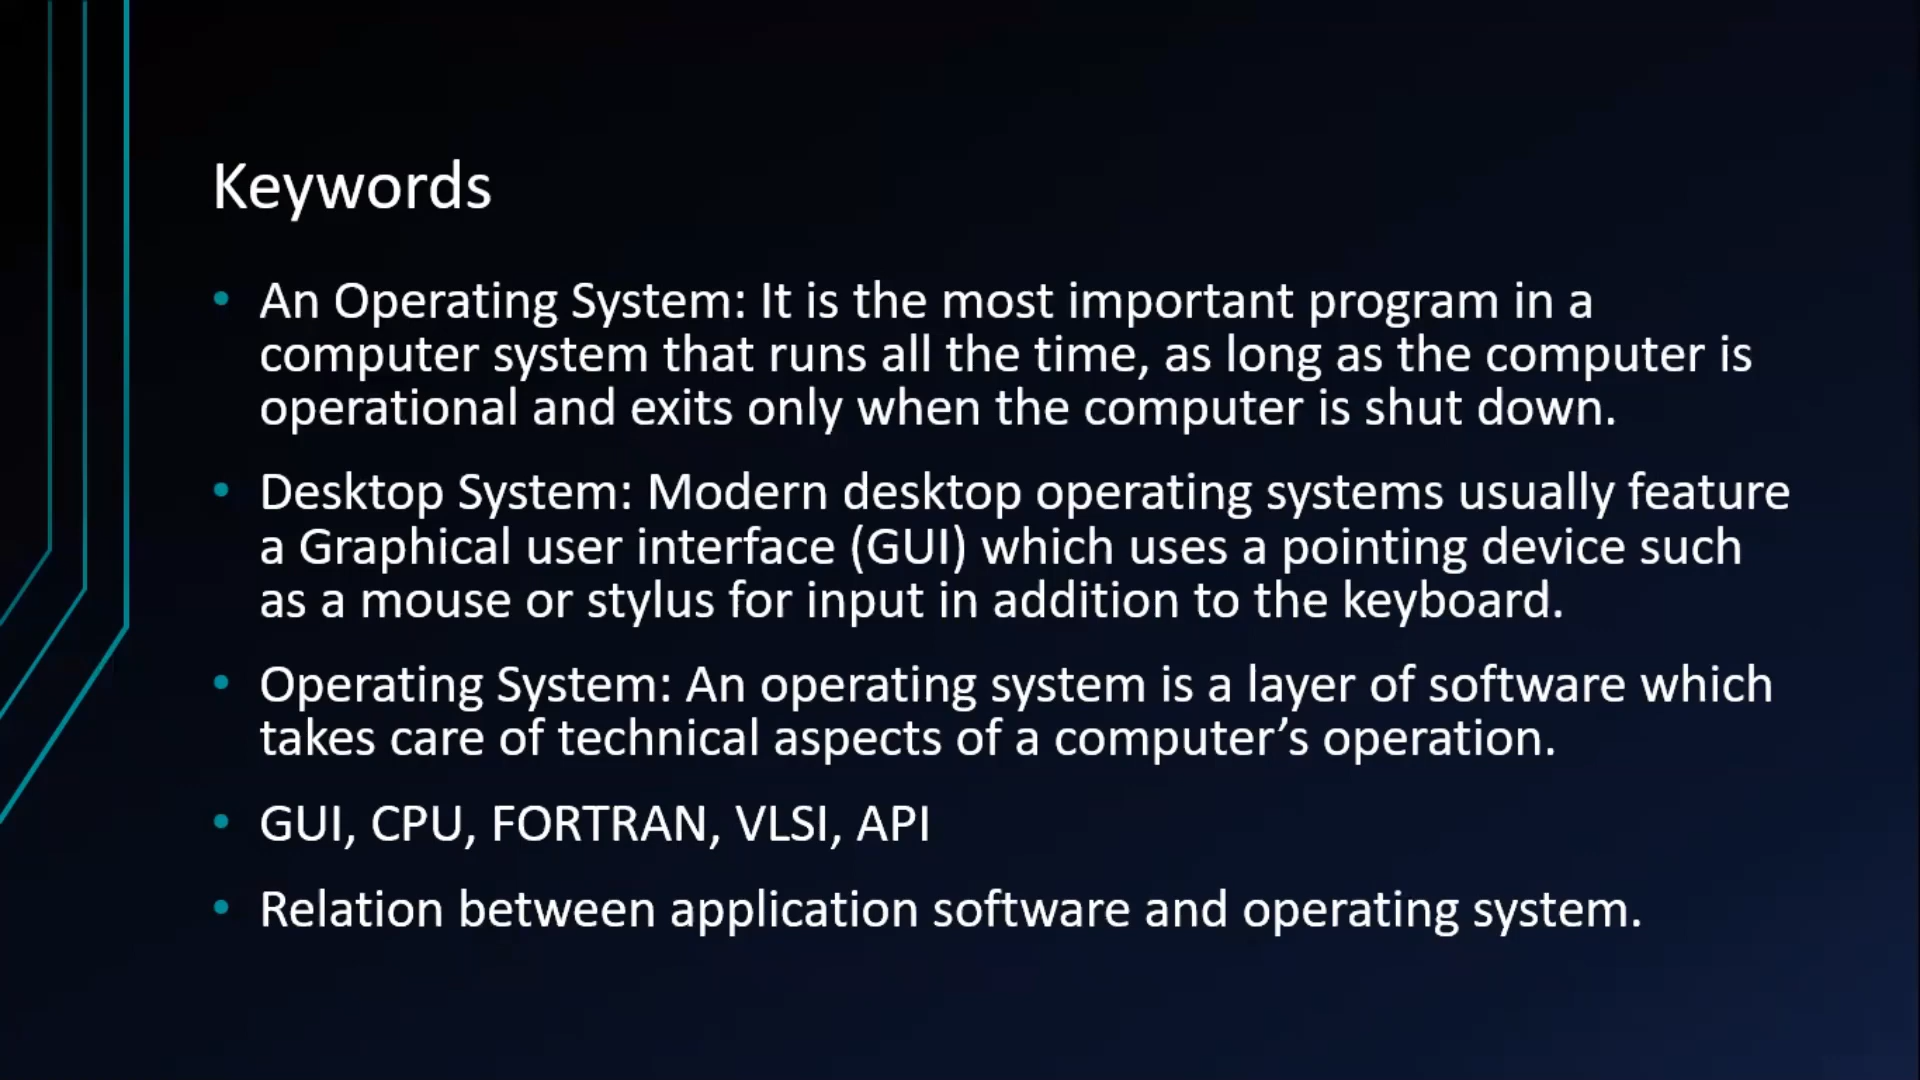 Keywords
• An Operating System: It is the most important program in a
computer system that runs all the time, as long as the computer is
operational and exits only when the computer is shut down.
• Desktop System: Modern desktop operating systems usually feature
a Graphical user interface (GUI) which uses a pointing device such
as a mouse or stylus for input in addition to the keyboard.
• Operating System: An operating system is a layer of software which
takes care of technical aspects of a computer’s operation.
• GUI, CPU, FORTRAN, VLSI, API
• Relation between application software and operating system.